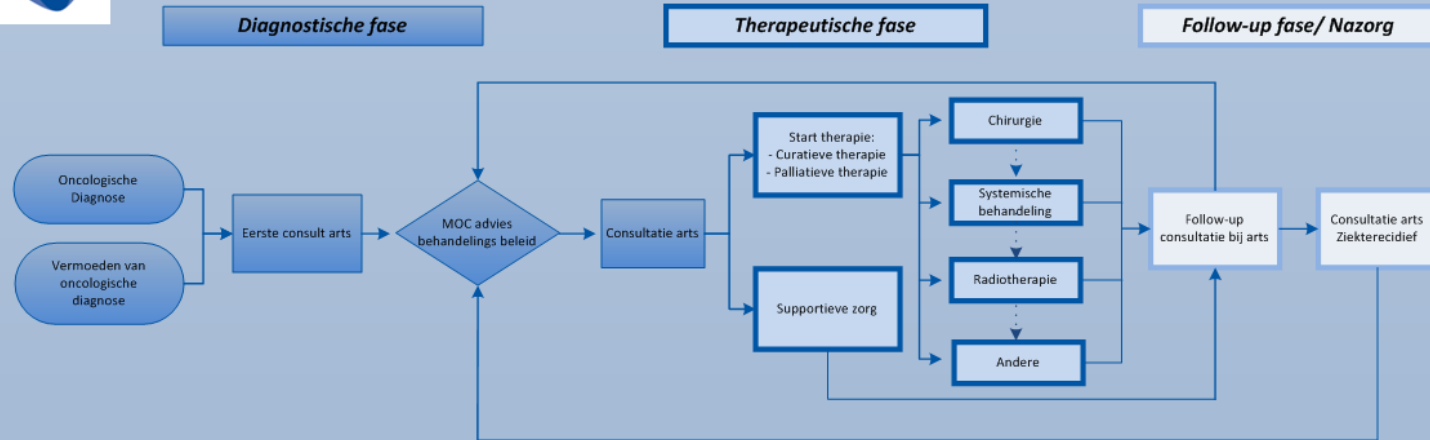 Diagnostische fase
Therapeutische fase
Follow-up fase/ Nazorg
Oncologische
Diagnose
Vermoeden van
oncologische
diagnose
Eerste consult arts
MOC advies
behandelings beleid
Consultatie arts
Start therapie:
- Curatieve therapie
- Palliatieve therapie
Supportieve zorg
Chirurgie
Systemische
behandeling
Radiotherapie
Andere
Follow-up
consultatie bij arts
Consultatie arts
Ziekterecidief